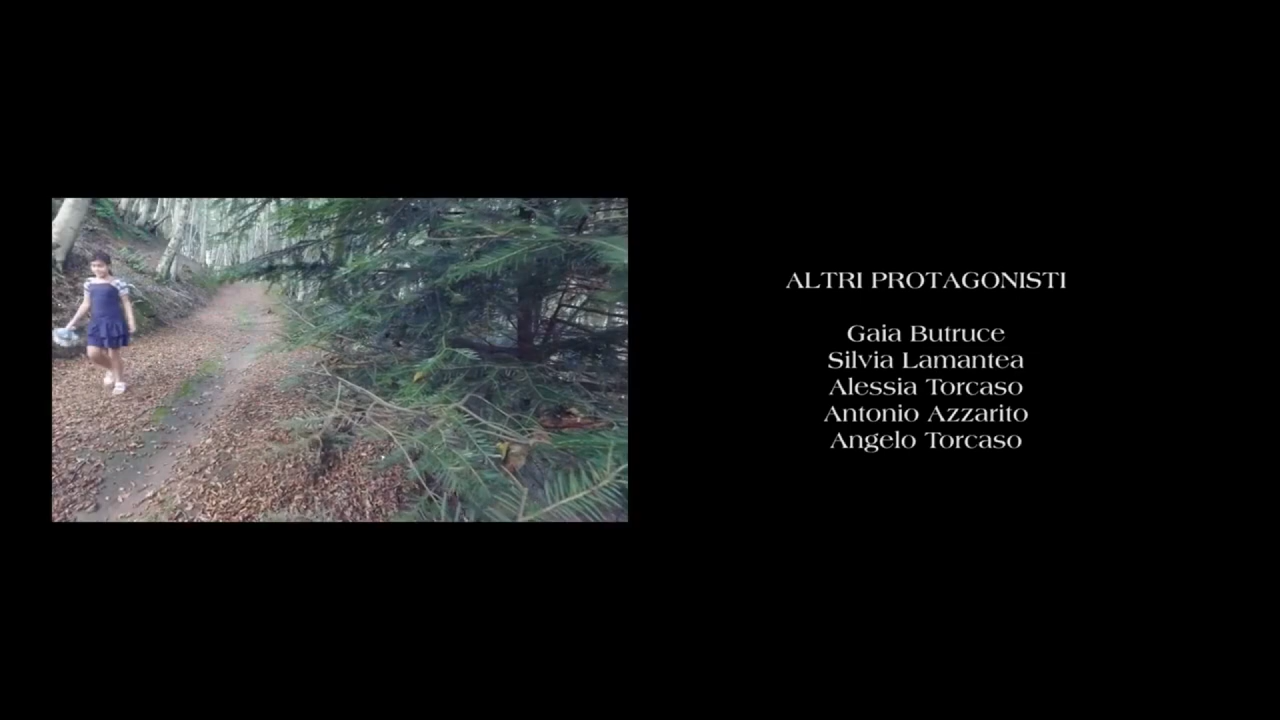 ALTRI PROTAGONISTI
Gaia Butruce
Silvia Lamantea
Alessia Torcaso
Antonio Azzarito
Angelo Torcaso